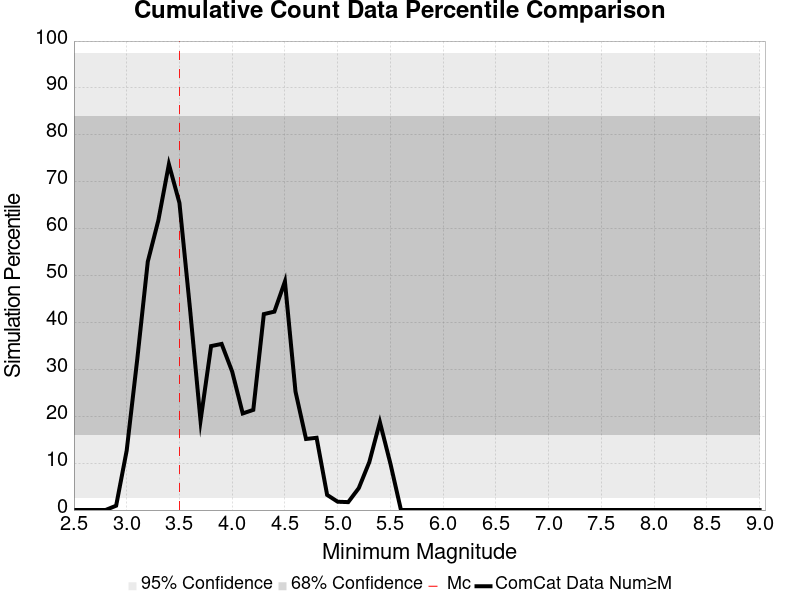 Cumulative Count Data Percentile Comparison
100
90
80
70
60
50
40
30
20
10
0
Simulation Percentile
2.5 3.0 3.5 4.0 4.5 5.0 5.5 6.0 6.5 7.0 7.5 8.0 8.5 9.0
Minimum Magnitude
95% Confidence 68% Confidence Mc ComCat Data Num≥M